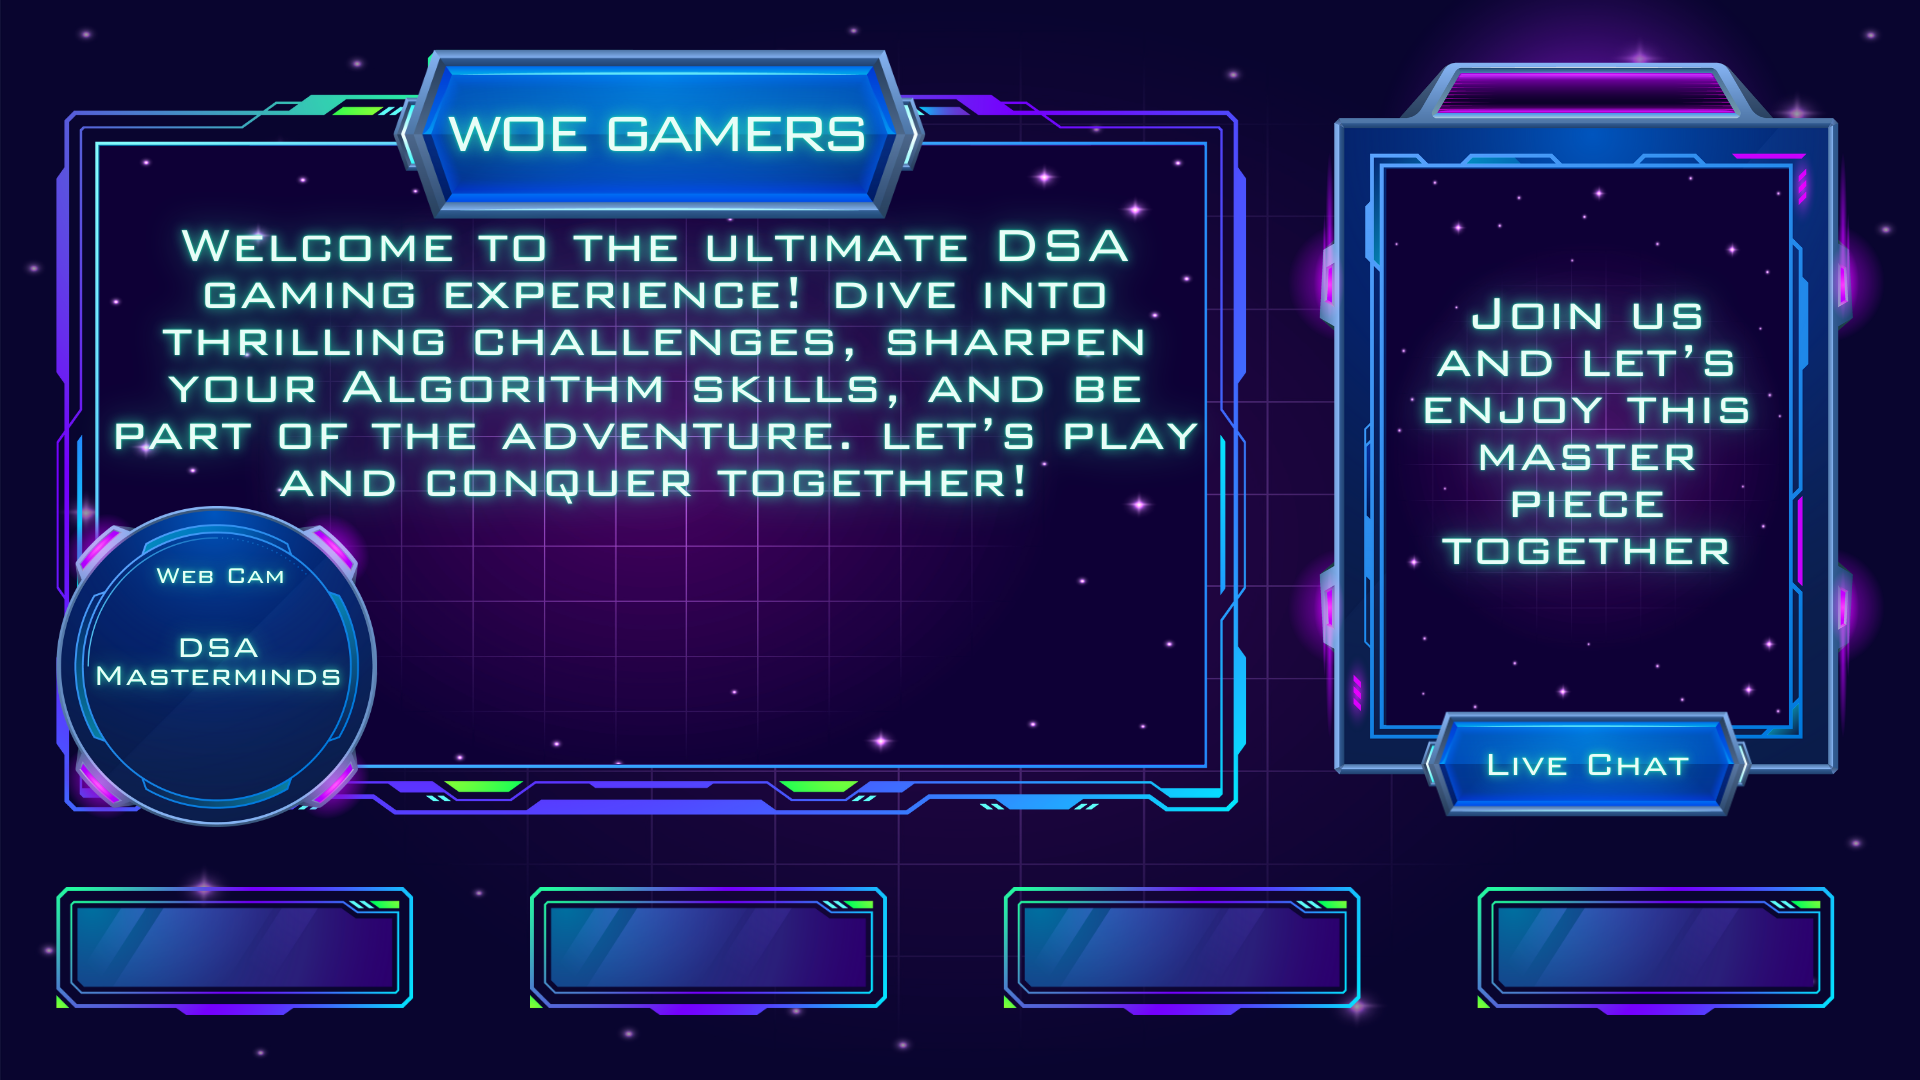 WOE GAMERS
Welcome to the ultimate DSA
gaming experience! dive into
thrilling challenges, sharpen
your Algorithm skills, and be
part of the adventure. let's play
and conquer together!
Web Cam
DSA
Masterminds
Join us
and let's
enjoy this
master
piece
together
Live Chat